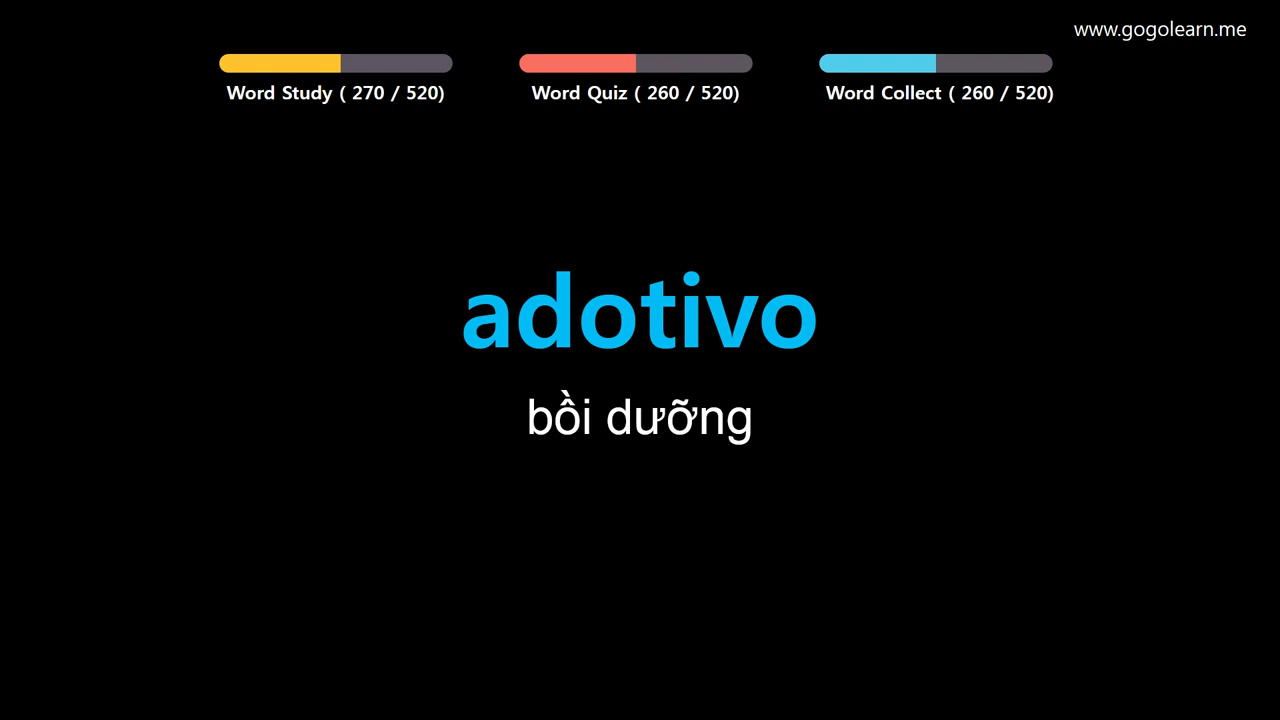 www.gogolearn.me
Word Study ( 270 / 520)
Word Quiz ( 260 / 520)
Word Collect ( 260 / 520)
adotivo
bồi dưỡng